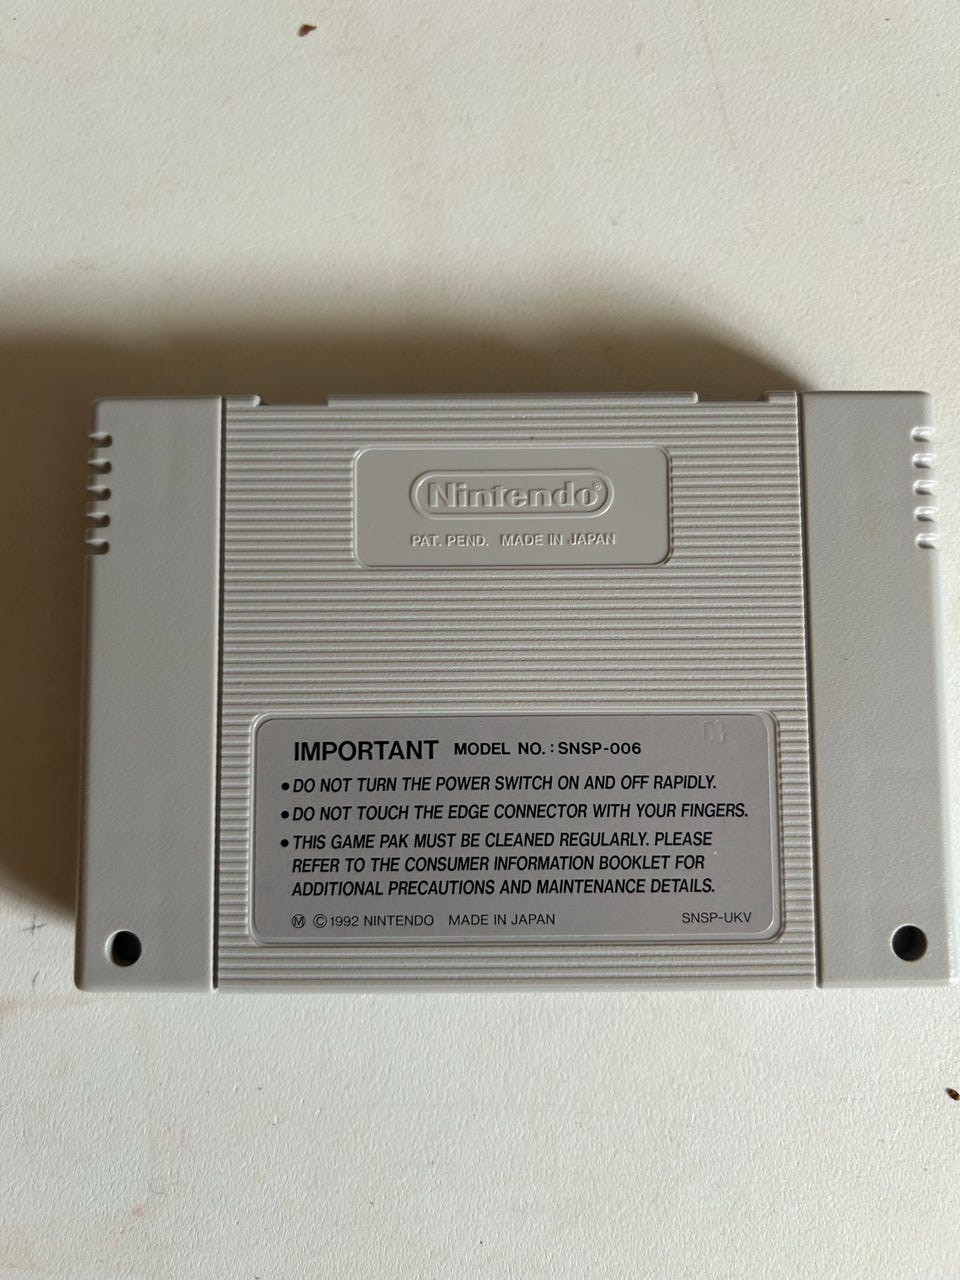 Nintendo®
PAT. PEND. MADE IN JAPAN
IMPORTANT MODEL NO.: SNSP-006
• DO NOT TURN THE POWER SWITCH ON AND OFF RAPIDLY.
• DO NOT TOUCH THE EDGE CONNECTOR WITH YOUR FINGERS.
• THIS GAME PAK MUST BE CLEANED REGULARLY. PLEASE
REFER TO THE CONSUMER INFORMATION BOOKLET FOR
ADDITIONAL PRECAUTIONS AND MAINTENANCE DETAILS.
Ⓜ ©1992 NINTENDO MADE IN JAPAN SNSP-UKV